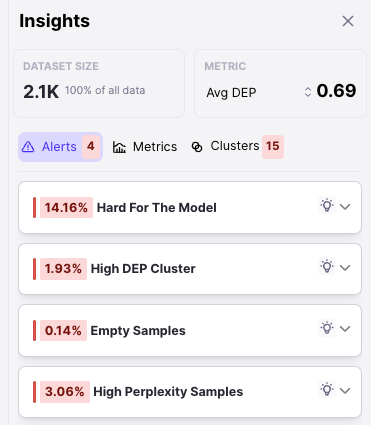 Insights
DATASET SIZE
2.1K 100% of all data
METRIC
Avg DEP 0.69
Alerts 4 Metrics Clusters 15
14.16% Hard For The Model
1.93% High DEP Cluster
0.14% Empty Samples
3.06% High Perplexity Samples